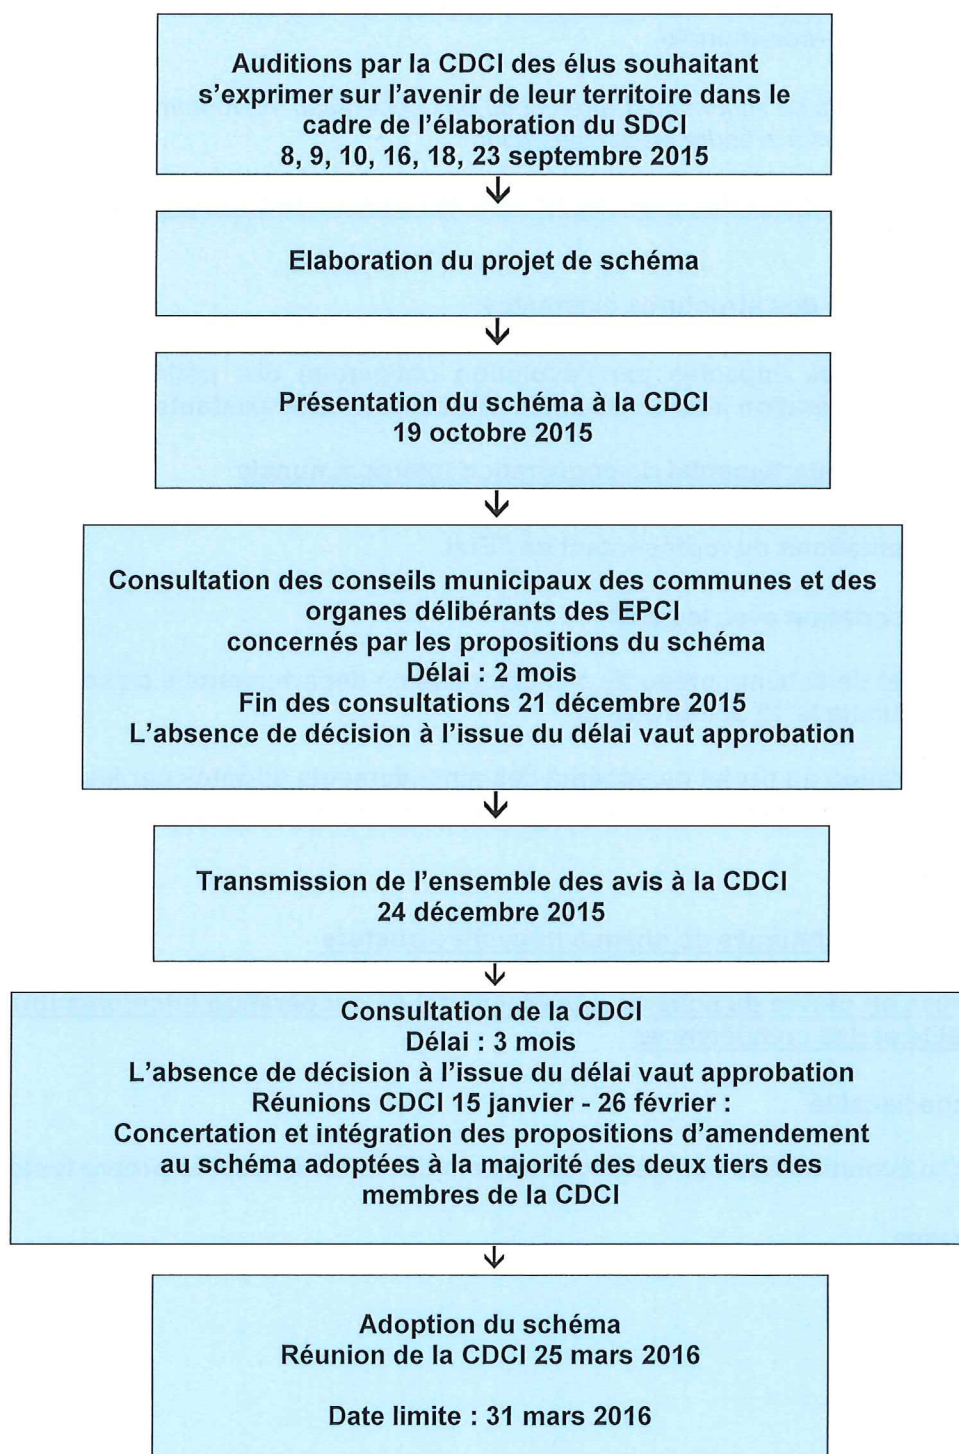 Auditions par la CDCI des élus souhaitant
s’exprimer sur l’avenir de leur territoire dans le
cadre de l’élaboration du SDCI
8, 9, 10, 16, 18, 23 septembre 2015
Elaboration du projet de schéma
Présentation du schéma à la CDCI
19 octobre 2015
Consultation des conseils municipaux des communes et des
organes délibérants des EPCI
concernés par les propositions du schéma
Délai : 2 mois
Fin des consultations 21 décembre 2015
L’absence de décision à l’issue du délai vaut approbation
Transmission de l’ensemble des avis à la CDCI
24 décembre 2015
Consultation de la CDCI
Délai : 3 mois
L’absence de décision à l’issue du délai vaut approbation
Réunions CDCI 15 janvier - 26 février :
Concertation et intégration des propositions d’amendement
au schéma adoptées à la majorité des deux tiers des
membres de la CDCI
Adoption du schéma
Réunion de la CDCI 25 mars 2016
Date limite : 31 mars 2016